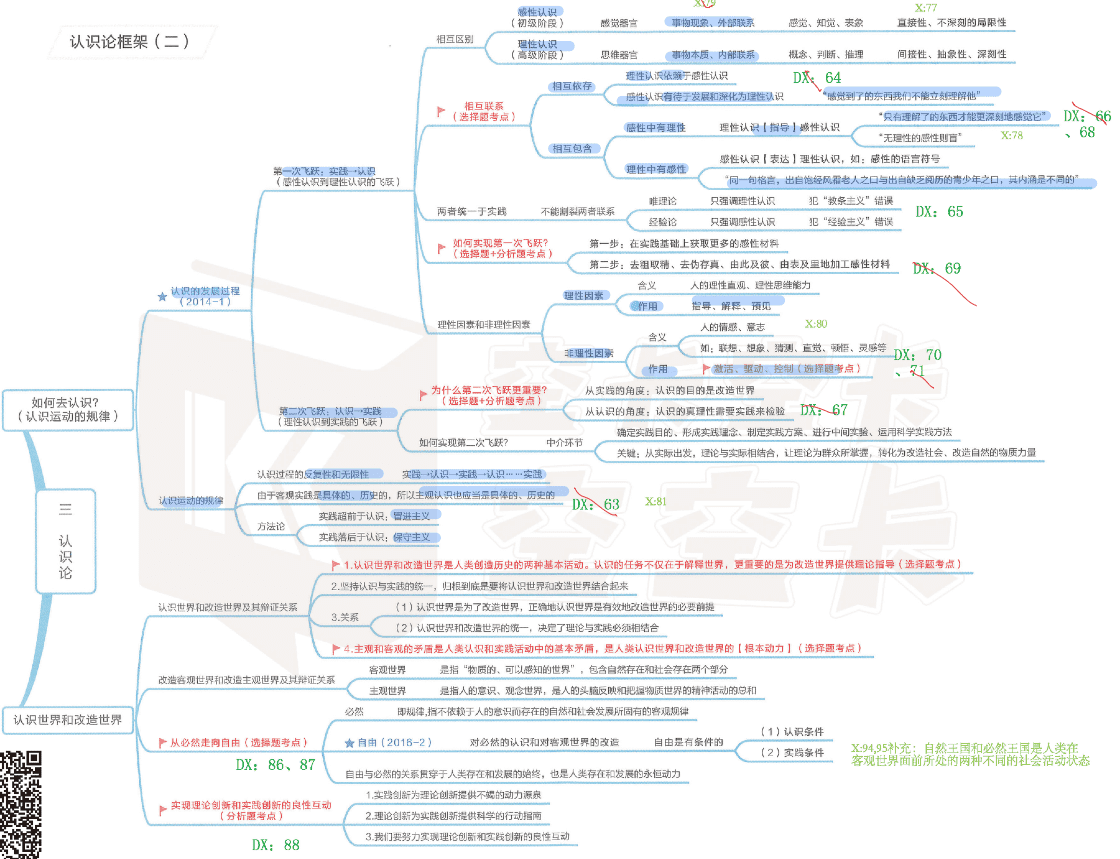 认识论框架（二）
X:79
X:77
相互区别
感性认识
（初级阶段）
感觉器官
事物现象、外部联系
感觉、知觉、表象
直接性、不深刻的局限性
理性认识
（高级阶段）
思维器官
事物本质、内部联系
概念、判断、推理
间接性、抽象性、深刻性
相互联系
（选择题考点）
相互依存
理性认识依赖于感性认识
DX：64
感性认识有待于发展和深化为理性认识
“感觉到了的东西我们不能立刻理解他”
相互包含
感性中有理性
理性认识【指导】感性认识
“只有理解了的东西才能更深刻地感觉它”
DX：66
、68
“无理性的感性则盲”
X:78
理性中有感性
感性认识【表达】理性认识，如：感性的语言符号
“同一句格言，出自饱经风霜老人之口与出自缺乏阅历的青少年之口，其内涵是不同的”
第一次飞跃：实践→认识
（感性认识到理性认识的飞跃）
两者统一于实践
不能割裂两者联系
唯理论
只强调理性认识
犯“教条主义”错误
DX：65
经验论
只强调感性认识
犯“经验主义”错误
如何实现第一次飞跃？
（选择题+分析题考点）
第一步：在实践基础上获取更多的感性材料
第二步：去粗取精、去伪存真、由此及彼、由表及里地加工感性材料
DX：69
认识的发展过程
（2014-1）
理性因素和非理性因素
理性因素
含义
人的理性直观、理性思维能力
作用
指导、解释、预见
非理性因素
含义
人的情感、意志
X:80
如：联想、想象、猜测、直觉、顿悟、灵感等
作用
激活、驱动、控制（选择题考点）
DX：70
、71
如何去认识？
（认识运动的规律）
第二次飞跃：认识→实践
（理性认识到实践的飞跃）
为什么第二次飞跃更重要？
（选择题+分析题考点）
从实践的角度：认识的目的是改造世界
从认识的角度：认识的真理性需要实践来检验
DX：67
如何实现第二次飞跃？
中介环节
确定实践目的、形成实践理念、制定实践方案、进行中间实验、运用科学实践方法
关键：从实际出发，理论与实际相结合，让理论为群众所掌握，转化为改造社会、改造自然的物质力量
认识运动的规律
认识过程的反复性和无限性
实践→认识→实践→认识……实践
由于客观实践是具体的、历史的，所以主观认识也应当是具体的、历史的
DX：63
X:81
方法论
实践超前于认识：冒进主义
实践落后于认识：保守主义
三
认识论
认识世界和改造世界
认识世界和改造世界及其辩证关系
1.认识世界和改造世界是人类创造历史的两种基本活动。认识的任务不仅在于解释世界，更重要的是为改造世界提供理论指导（选择题考点）
2.坚持认识与实践的统一，归根到底是要将认识世界和改造世界结合起来
3.关系
（1）认识世界是为了改造世界，正确地认识世界是有效地改造世界的必要前提
（2）认识世界和改造世界的统一，决定了理论与实践必须相结合
4.主观和客观的矛盾是人类认识和实践活动中的基本矛盾，是人类认识世界和改造世界的【根本动力】（选择题考点）
改造客观世界和改造主观世界及其辩证关系
客观世界
是指“物质的、可以感知的世界”，包含自然存在和社会存在两个部分
主观世界
是指人的意识、观念世界，是人的头脑反映和把握物质世界的精神活动的总和
从必然走向自由（选择题考点）
DX：86、87
必然
即规律,指不依赖于人的意识而存在的自然和社会发展所固有的客观规律
自由（2016-2）
对必然的认识和对客观世界的改造
自由是有条件的
（1）认识条件
（2）实践条件
X:94,95补充：自然王国和必然王国是人类在
客观世界面前所处的两种不同的社会活动状态
自由与必然的关系贯穿于人类存在和发展的始终，也是人类存在和发展的永恒动力
实现理论创新和实践创新的良性互动
（分析题考点）
DX：88
1.实践创新为理论创新提供不竭的动力源泉
2.理论创新为实践创新提供科学的行动指南
3.我们要努力实现理论创新和实践创新的良性互动